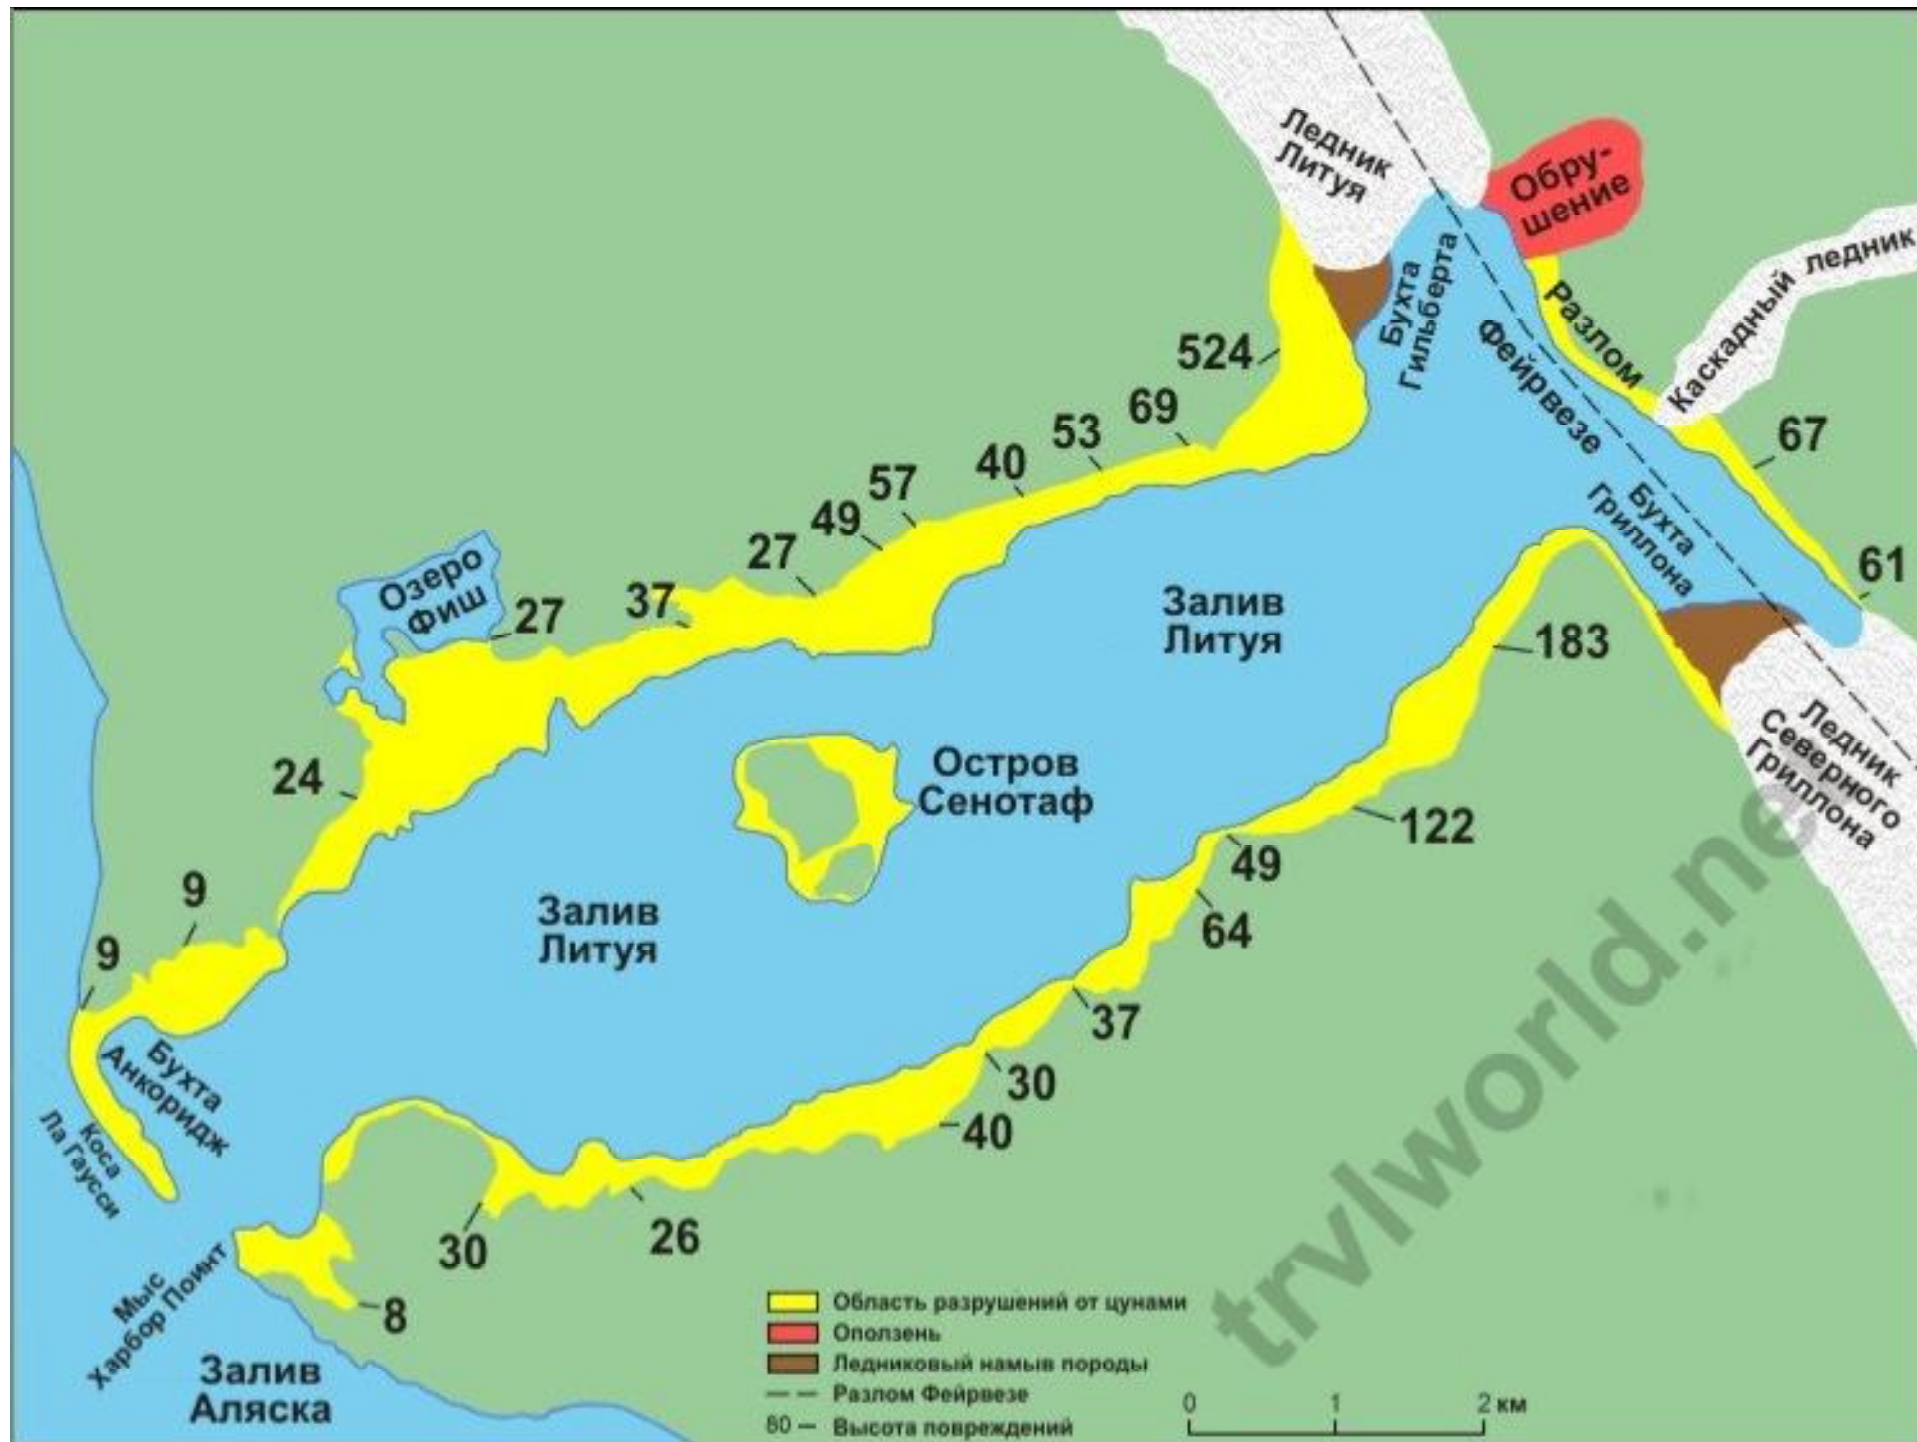 Ледник
Литуя
Обру-
шение
Каскадный ледник
Бухта
Гильберта
Разлом
Фейрвезе
524
69
53
40
57
49
27
37
27
24
9
9
67
61
Бухта
Гриллона
183
122
49
64
37
30
40
26
30
8
Озеро
Фиш
Залив
Литуя
Остров
Сенотаф
Залив
Литуя
Ледник
Северного
Гриллона
Бухта
Анкоридж
Коса
Ла Гаусси
Мыс
Харбор Поинт
Залив
Аляска
Область разрушений от цунами
Оползень
Ледниковый намыв породы
Разлом Фейрвезе
80 — Высота повреждений
0 1 2 км
trvlworld.ne